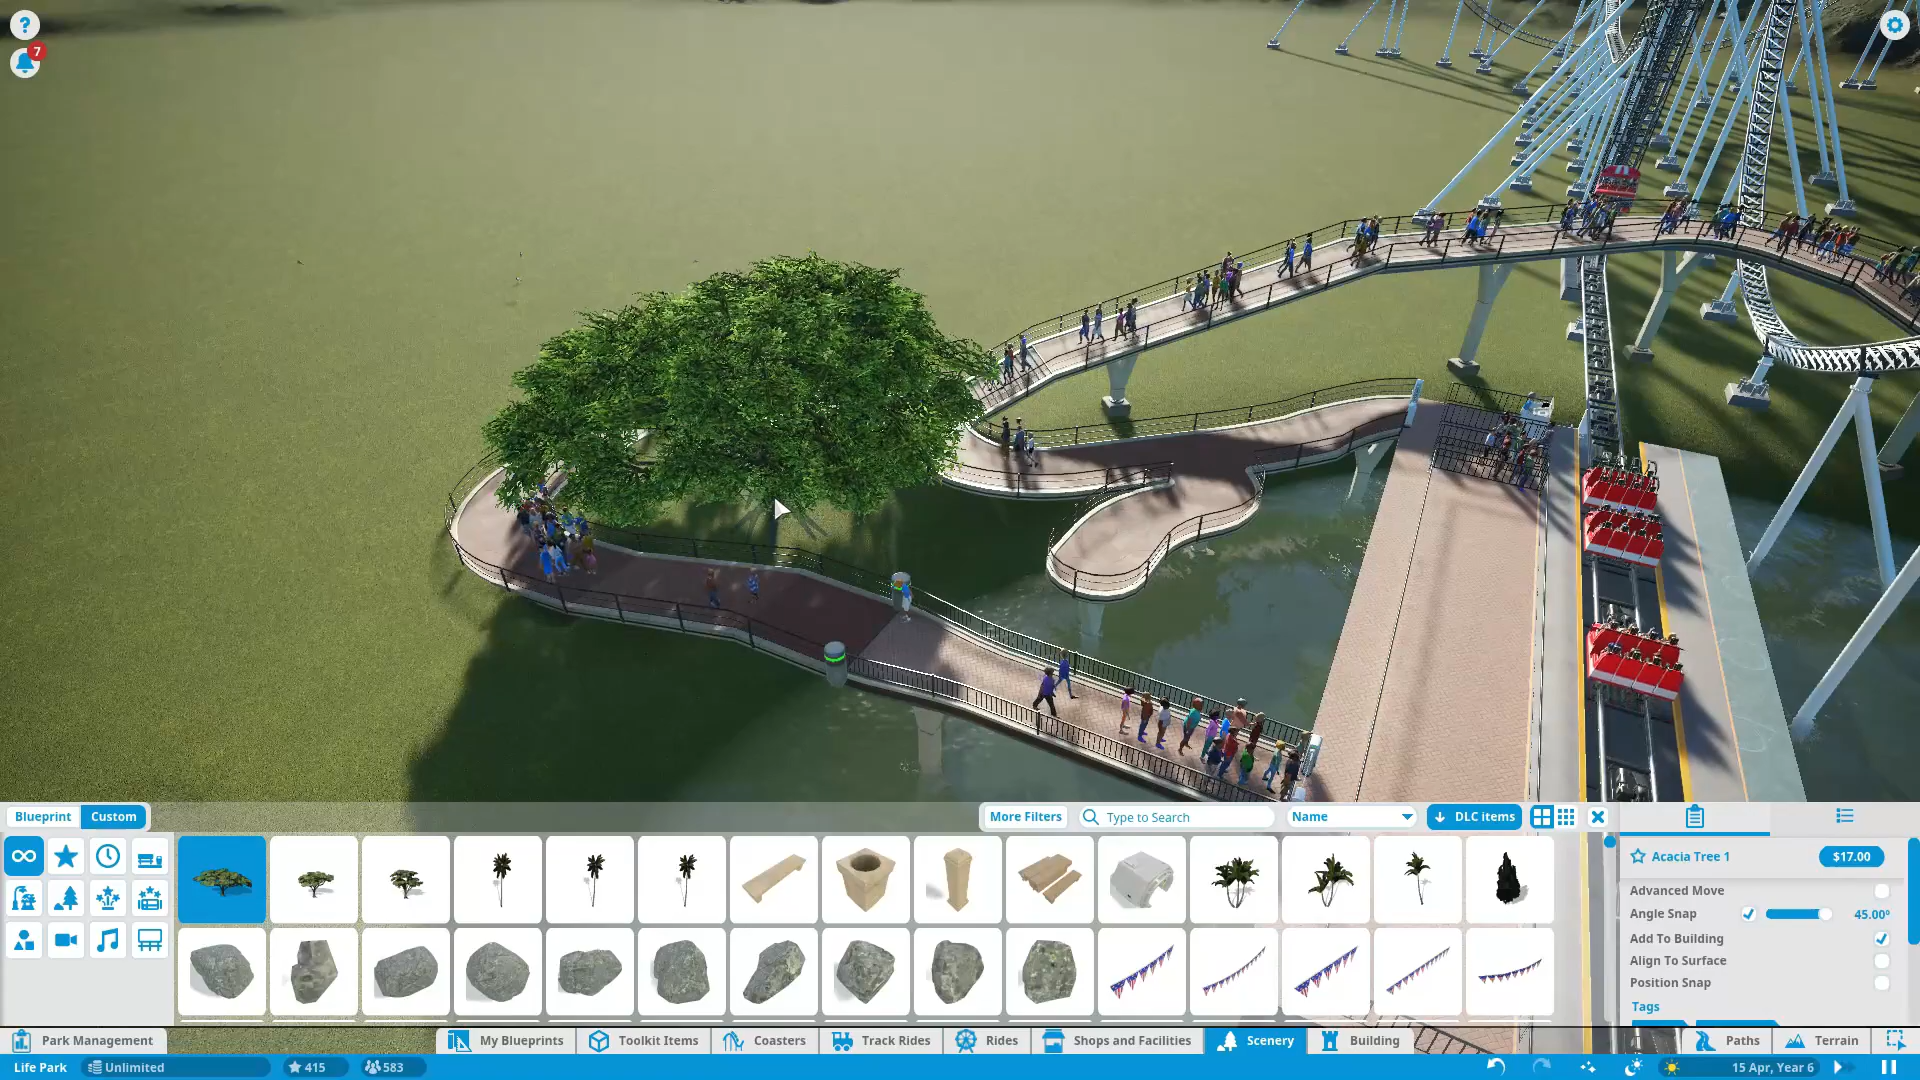 ?
7
Blueprint
Custom
More Filters
Type to Search
Name
DLC items
Acacia Tree 1
$17.00
Advanced Move
Angle Snap
45.00º
Add To Building
Align To Surface
Position Snap
Tags
Park Management
My Blueprints
Toolkit Items
Coasters
Track Rides
Rides
Shops and Facilities
Scenery
Building
Paths
Terrain
Life Park
Unlimited
415
583
15 Apr, Year 6